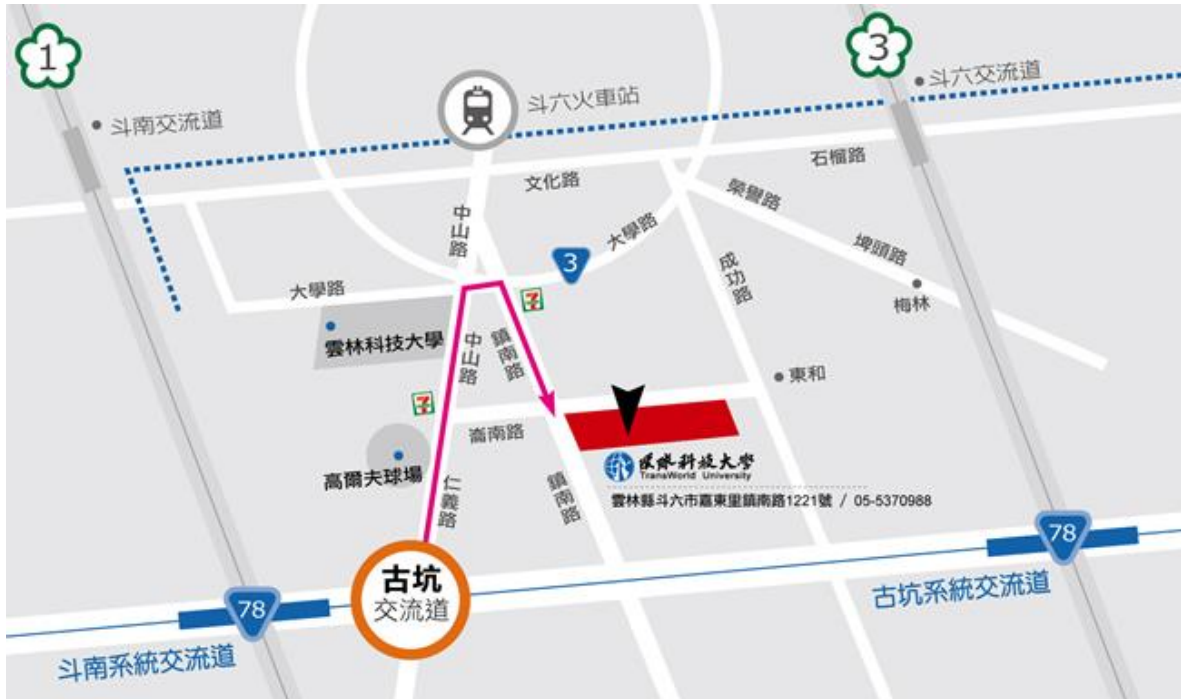 1
3
斗南交流道
斗六火車站
斗六交流道
石榴路
文化路
榮譽路
中山路
大學路
埤頭路
3
成功路
大學路
梅林
7
雲林科技大學
中山路
鎮南路
東和
7
崙南路
環球科技大學
TransWorld University
高爾夫球場
仁義路
鎮南路
雲林縣斗六市嘉東里鎮南路1221號 / 05-5370988
78
古坑
交流道
古坑系統交流道
78
斗南系統交流道